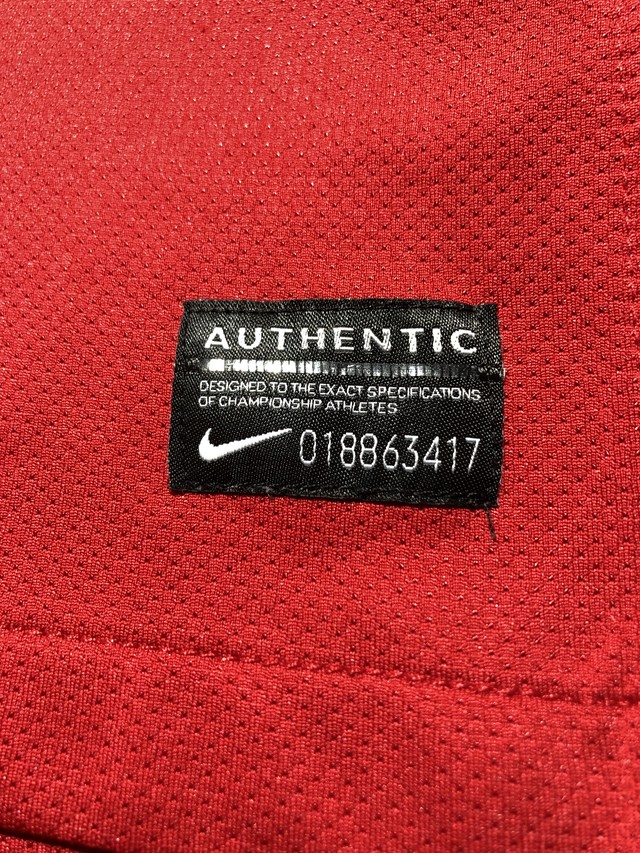 AUTHENTIC
DESIGNED TO THE EXACT SPECIFICATIONS
OF CHAMPIONSHIP ATHLETES
018863417